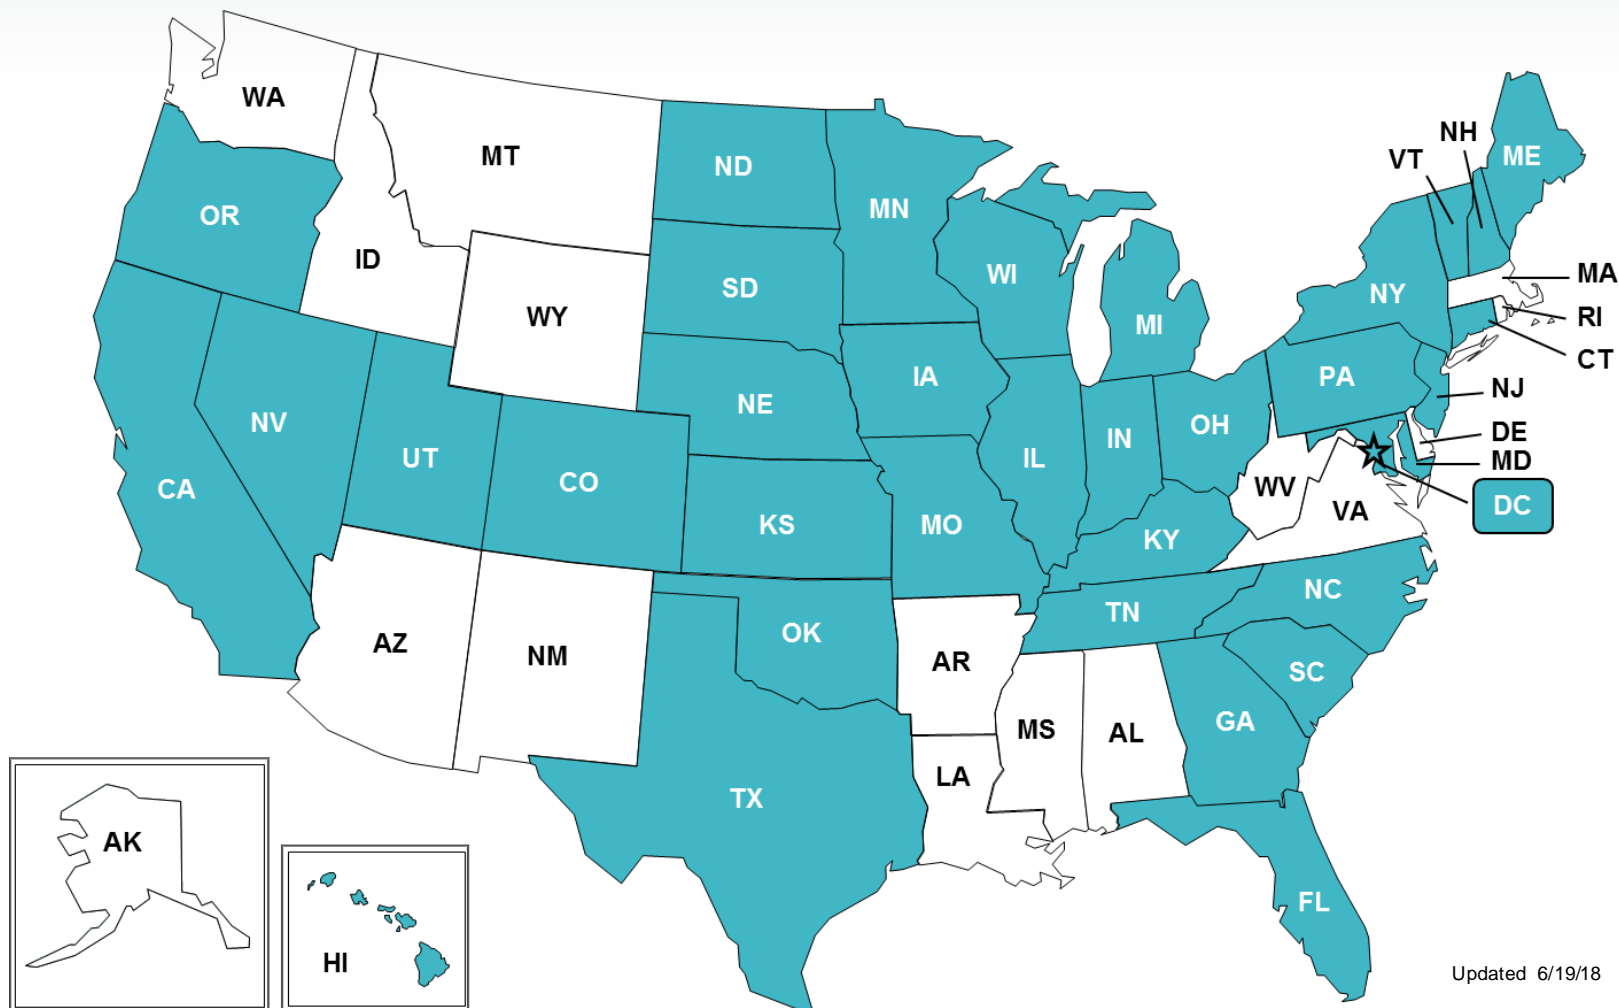 WA
MT
ND
MN
NH
VT
ME
OR
ID
WY
SD
WI
MI
NY
MA
RI
CT
NV
UT
CO
NE
IA
IL
IN
OH
PA
NJ
DE
MD
DC
CA
KS
MO
KY
WV
VA
AZ
NM
OK
AR
TN
NC
SC
TX
LA
MS
AL
GA
FL
AK
HI
Updated 6/19/18